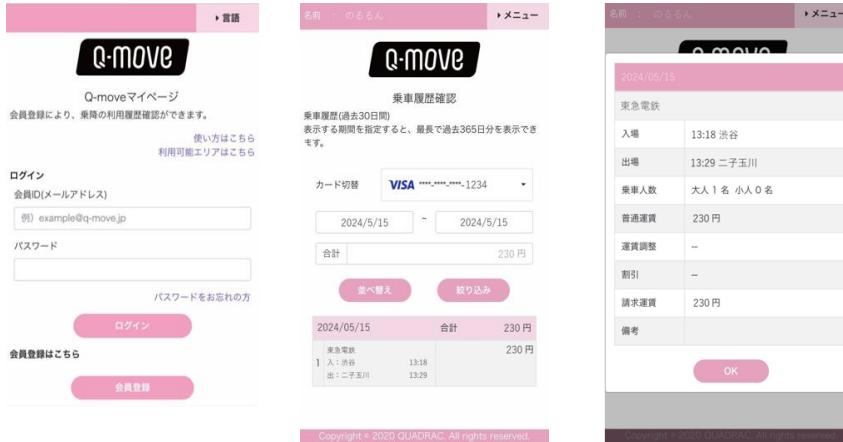 ▶言語
Q-move
Q-moveマイページ
会員登録により、乗降の利用履歴確認ができます。
使い方はこちら
利用可能エリアはこちら
ログイン
会員ID(メールアドレス)
例）example@q-move.jp
パスワード
パスワードをお忘れの方
ログイン
会員登録はこちら
会員登録
名前 : のるるん
▶メニュー
Q-move
乗車履歴確認
乗車履歴(過去30日間)
表示する期間を指定すると、最長で過去365日分を表示でき
ます。
カード切替 VISA ****-****-****-1234
2024/5/15 ~ 2024/5/15
合計 230 円
並べ替え 絞り込み
2024/05/15 合計 230 円
東急電鉄 230 円
1 入：渋谷 13:18
出：二子玉川 13:29
Copyright © 2020 QUADRAC. All rights reserved.
名前 : のるるん
▶メニュー
Q-move
2024/05/15
東急電鉄
入場 13:18 渋谷
出場 13:29 二子玉川
乗車人数 大人 1 名 小人 0 名
普通運賃 230 円
運賃調整 --
割引 --
請求運賃 230 円
備考
OK
Copyright © 2020 QUADRAC. All rights reserved.